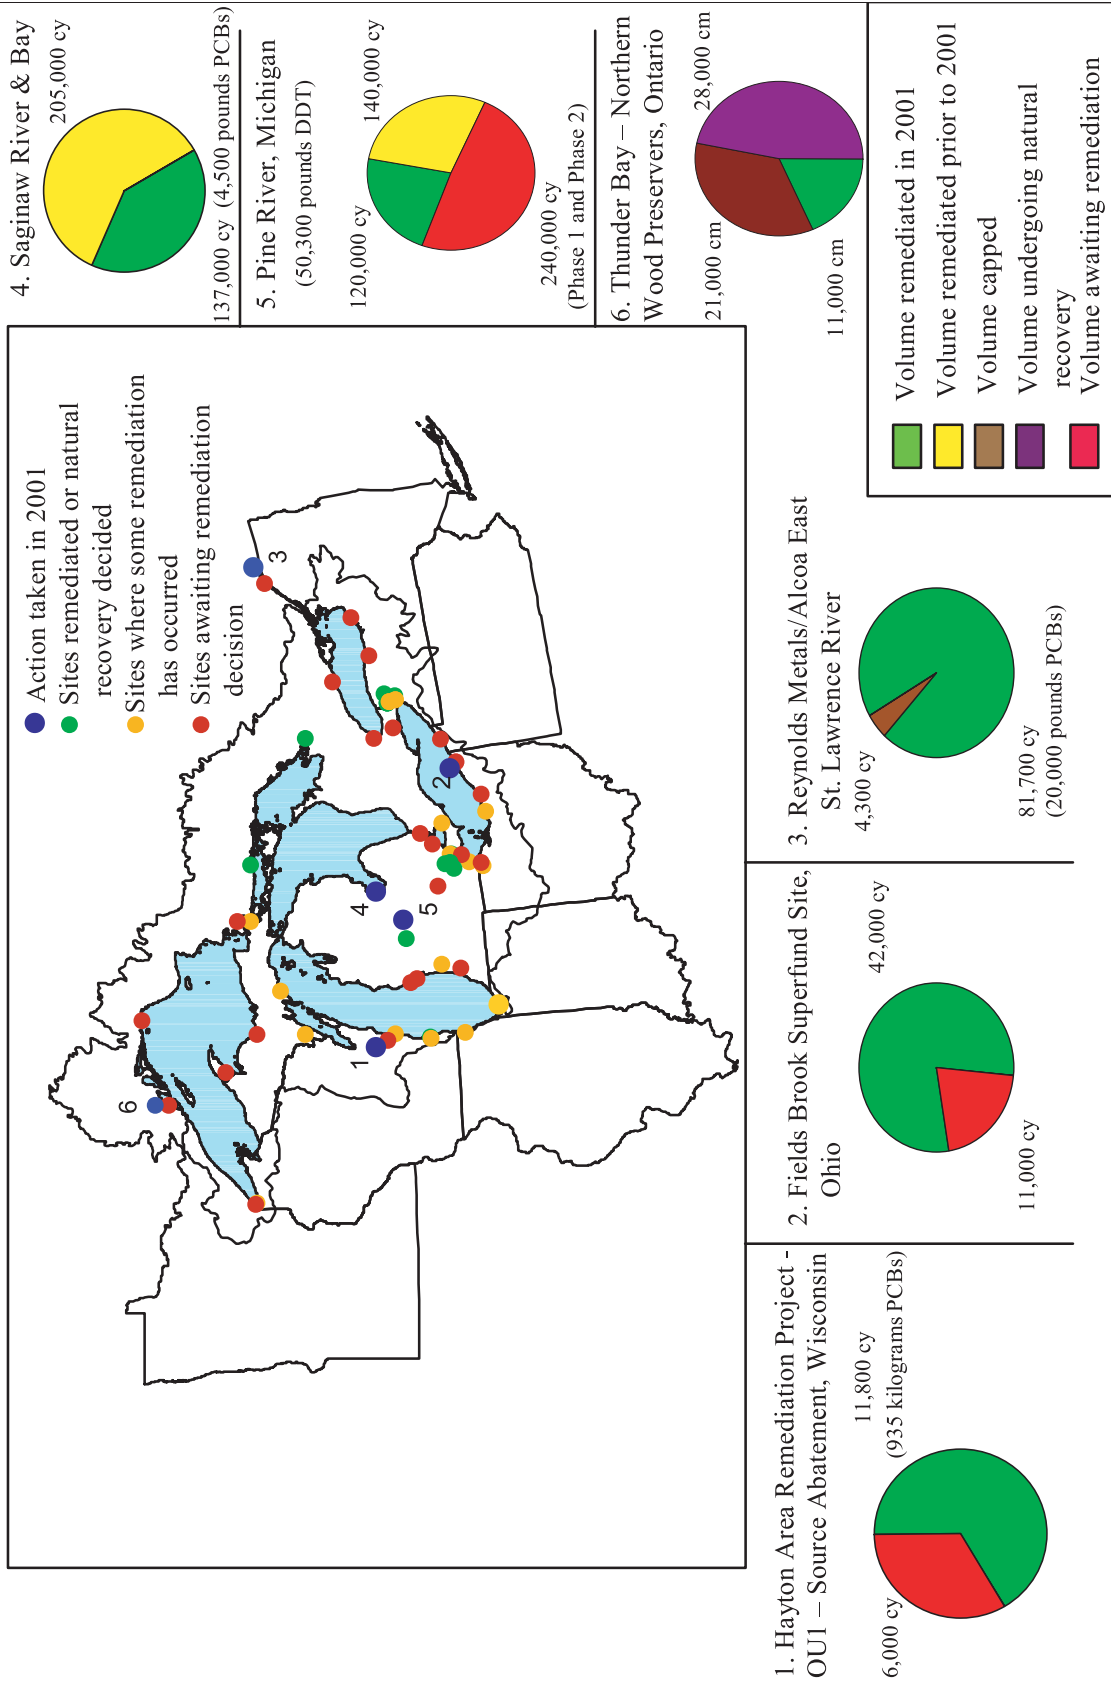 Action taken in 2001
Sites remediated or natural
recovery decided
Sites where some remediation
has occurred
Sites awaiting remediation
decision
1
2
3
4
5
6
4. Saginaw River & Bay
205,000 cy
137,000 cy (4,500 pounds PCBs)
5. Pine River, Michigan
(50,300 pounds DDT)
120,000 cy
140,000 cy
240,000 cy
(Phase 1 and Phase 2)
6. Thunder Bay – Northern
Wood Preservers, Ontario
21,000 cm
28,000 cm
11,000 cm
1. Hayton Area Remediation Project -
OU1 – Source Abatement, Wisconsin
11,800 cy
(935 kilograms PCBs)
6,000 cy
2. Fields Brook Superfund Site,
Ohio
42,000 cy
11,000 cy
3. Reynolds Metals/Alcoa East
St. Lawrence River
4,300 cy
81,700 cy
(20,000 pounds PCBs)
Volume remediated in 2001
Volume remediated prior to 2001
Volume capped
Volume undergoing natural
recovery
Volume awaiting remediation